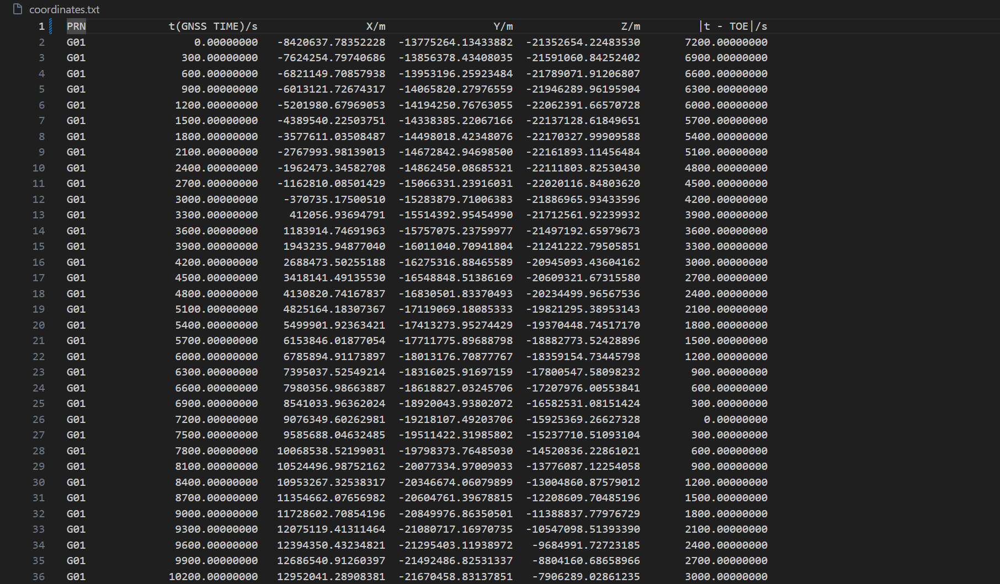 coordinates.txt
1 PRN t(GNSS TIME)/s X/m Y/m Z/m |t - TOE|/s
2 G01 0.00000000 -8420637.78352228 -13775264.13433882 -21352654.22483530 7200.00000000
3 G01 300.00000000 -7624254.79740686 -13856378.43408035 -21591060.84252402 6900.00000000
4 G01 600.00000000 -6821149.70857938 -13953196.25923484 -21789071.91206807 6600.00000000
5 G01 900.00000000 -6013121.72674317 -14065820.27976559 -21946289.96195904 6300.00000000
6 G01 1200.00000000 -5201980.67969053 -14194250.76763055 -22062391.66570728 6000.00000000
7 G01 1500.00000000 -4389540.22503751 -14338385.22067166 -22137128.61849651 5700.00000000
8 G01 1800.00000000 -3577611.03508487 -14498018.42348076 -22170327.99909588 5400.00000000
9 G01 2100.00000000 -2767993.98139013 -14672842.94698500 -22161893.11456484 5100.00000000
10 G01 2400.00000000 -1962473.34582708 -14862450.08685321 -22111803.82530430 4800.00000000
11 G01 2700.00000000 -1162810.08501429 -15066331.23916031 -22020116.84803620 4500.00000000
12 G01 3000.00000000 -370735.17500510 -15283879.71006383 -21886965.93433596 4200.00000000
13 G01 3300.00000000 412056.93694791 -15514392.95454990 -21712561.92239932 3900.00000000
14 G01 3600.00000000 1183914.74691963 -15757075.23759977 -21497192.65979673 3600.00000000
15 G01 3900.00000000 1943235.94877040 -16011040.70941804 -21241222.79505851 3300.00000000
16 G01 4200.00000000 2688473.50255188 -16275316.88465589 -20945093.43604162 3000.00000000
17 G01 4500.00000000 3418141.49135530 -16548848.51386169 -20609321.67315580 2700.00000000
18 G01 4800.00000000 4130820.74167837 -16830501.83370493 -20234499.96567536 2400.00000000
19 G01 5100.00000000 4825164.18307367 -17119069.18085333 -19821295.38953143 2100.00000000
20 G01 5400.00000000 5499901.92363421 -17413273.95274429 -19370448.74517170 1800.00000000
21 G01 5700.00000000 6153846.01877054 -17711775.89688798 -18882773.52428896 1500.00000000
22 G01 6000.00000000 6785894.91173897 -18013176.70877767 -18359154.73445798 1200.00000000
23 G01 6300.00000000 7395037.52549214 -18316025.91697159 -17800547.58098232 900.00000000
24 G01 6600.00000000 7980356.98663887 -18618827.03245706 -17207976.00553841 600.00000000
25 G01 6900.00000000 8541033.96362024 -18920043.93802072 -16582531.08151424 300.00000000
26 G01 7200.00000000 9076349.60262981 -19218107.49203706 -15925369.26627328 0.00000000
27 G01 7500.00000000 9585688.04632485 -19511422.31985802 -15237710.51093104 300.00000000
28 G01 7800.00000000 10068538.52199031 -19798373.76485030 -14520836.22861021 600.00000000
29 G01 8100.00000000 10524496.98752162 -20077334.97009033 -13776087.12254058 900.00000000
30 G01 8400.00000000 10953267.32538317 -20346674.06079899 -13004860.87579012 1200.00000000
31 G01 8700.00000000 11354662.07656982 -20604761.39678815 -12208609.70485196 1500.00000000
32 G01 9000.00000000 11728602.70854196 -20849976.86350501 -11388837.77976729 1800.00000000
33 G01 9300.00000000 12075119.41311464 -21080717.16970735 -10547098.51393390 2100.00000000
34 G01 9600.00000000 12394350.43234821 -21295403.11938972 -9684991.72723185 2400.00000000
35 G01 9900.00000000 12686540.91260397 -21492486.82531337 -8804160.68658966 2700.00000000
36 G01 10200.00000000 12952041.28908381 -21670458.83137851 -7906289.02861235 3000.00000000